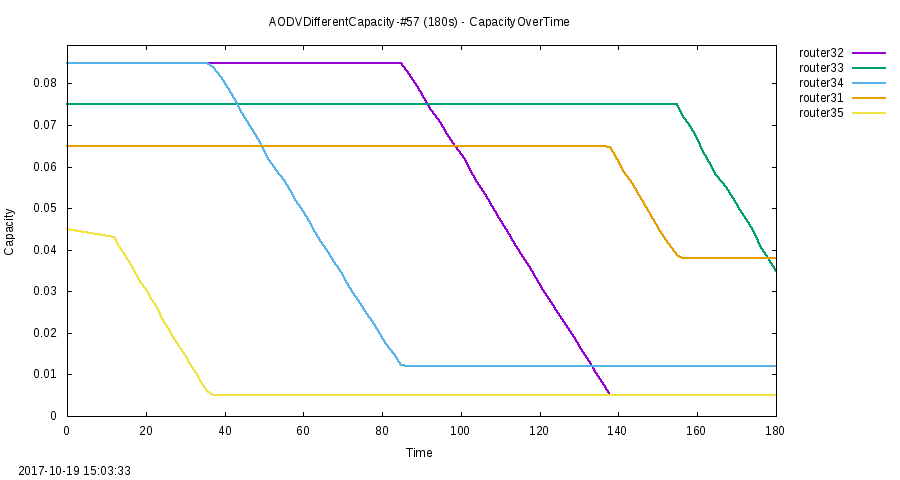 AODVDifferentCapacity-#57 (180s) - CapacityOverTime
router32
router33
router34
router31
router35
Capacity
0.08
0.07
0.06
0.05
0.04
0.03
0.02
0.01
0
0 20 40 60 80 100 120 140 160 180
Time
2017-10-19 15:03:33